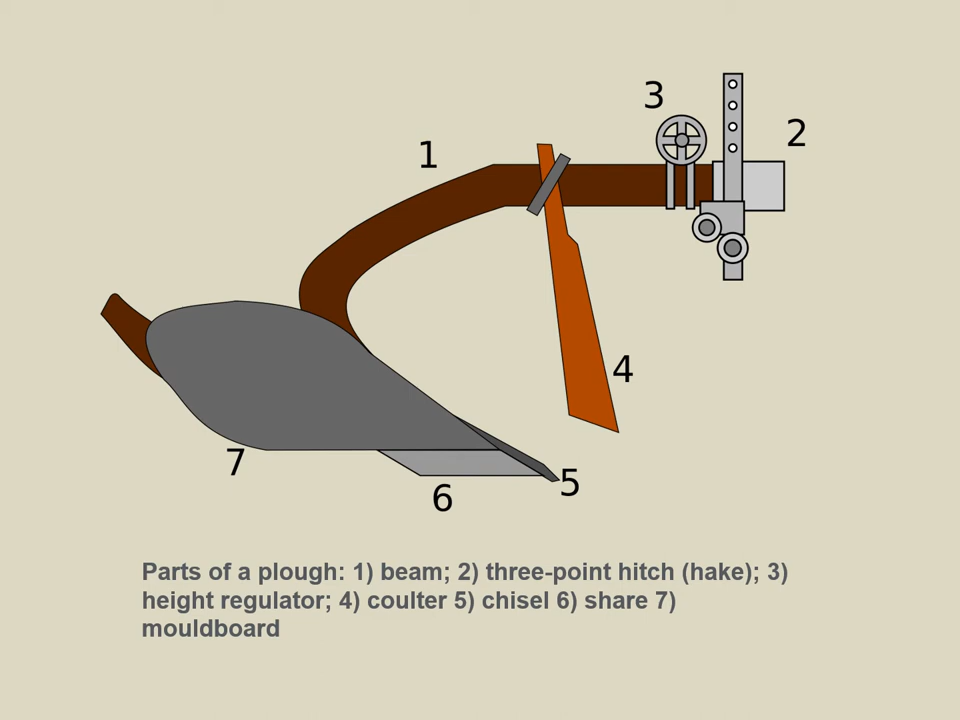 3
2
1
4
7
5
6
Parts of a plough: 1) beam; 2) three-point hitch (hake); 3)
height regulator; 4) coulter 5) chisel 6) share 7)
mouldboard